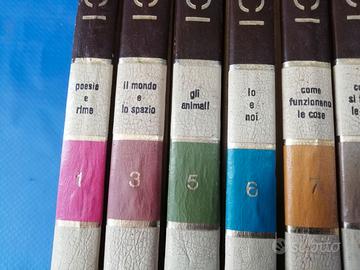 poesie
e
rime
1
il mondo
e
lo spazio
3
gli
animali
5
io
e
noi
6
come
funzionano
le cose
7
subito